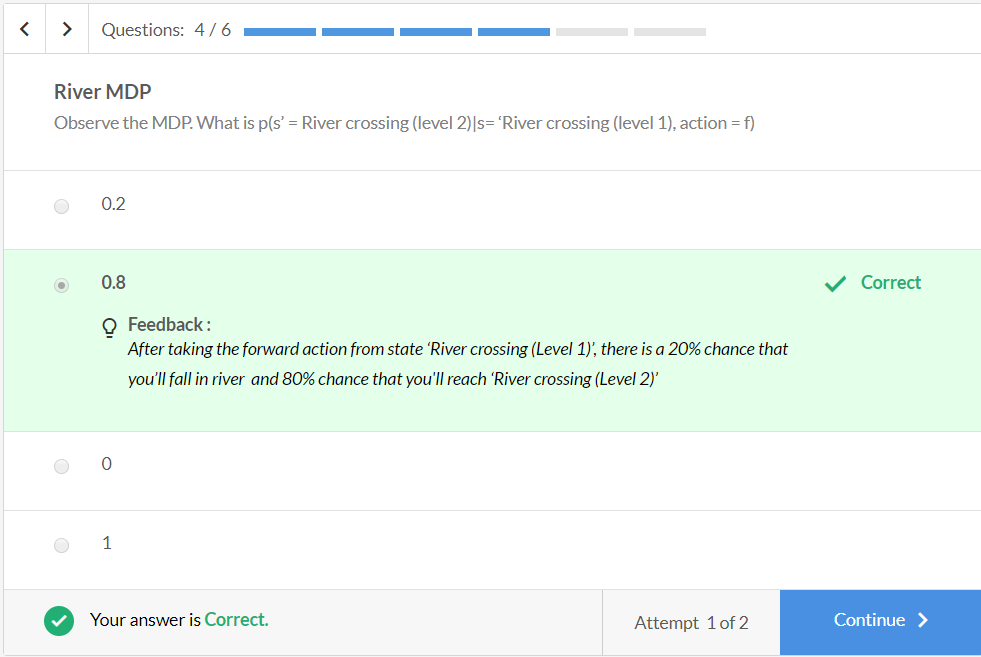 Questions: 4 / 6
River MDP
Observe the MDP. What is p(s’ = River crossing (level 2)|s= ‘River crossing (level 1), action = f)
0.2
0.8
Correct
Feedback :
After taking the forward action from state ‘River crossing (Level 1)’, there is a 20% chance that
you’ll fall in river and 80% chance that you'll reach ‘River crossing (Level 2)’
0
1
Your answer is Correct.
Attempt 1 of 2
Continue